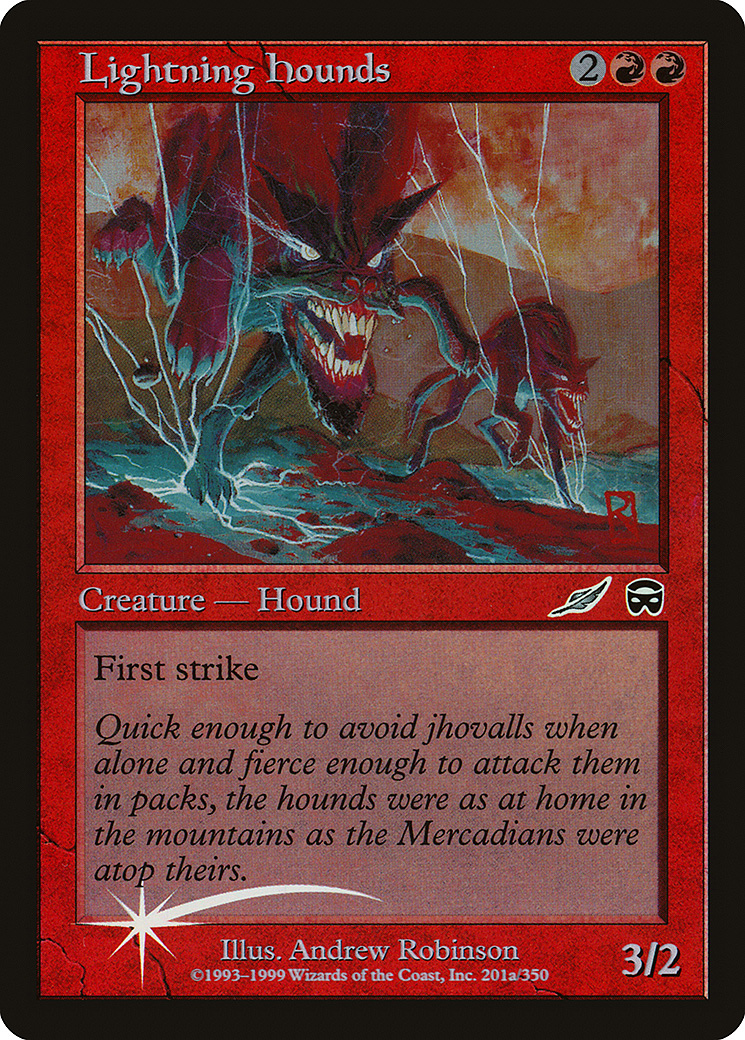 Lightning Hounds 2
Creature — Hound
First strike
Quick enough to avoid jhovalls when
alone and fierce enough to attack them
in packs, the hounds were as at home in
the mountains as the Mercadians were
atop theirs.
Illus. Andrew Robinson
©1993–1999 Wizards of the Coast, Inc. 201a/350
3/2